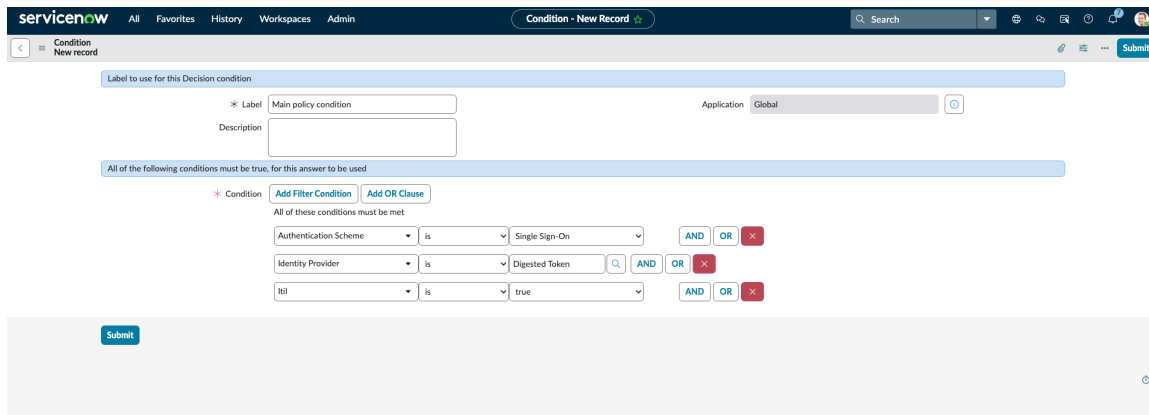 servicenow All Favorites History Workspaces Admin Condition - New Record Search 7
Condition
New record Submit
Label to use for this Decision condition
Label Main policy condition Application Global
Description
All of the following conditions must be true, for this answer to be used
Condition Add Filter Condition Add OR Clause
All of these conditions must be met
Authentication Scheme is Single Sign-On AND OR
Identity Provider is Digested Token AND OR
Itil is true AND OR
Submit